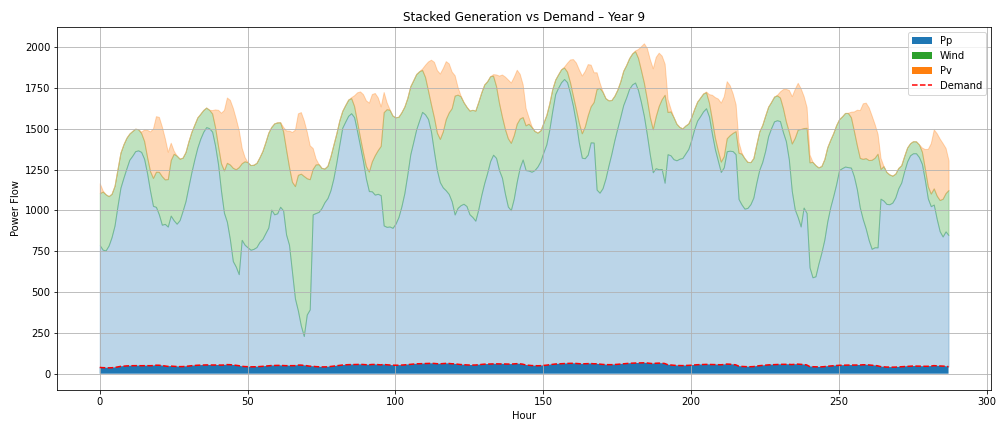 Stacked Generation vs Demand – Year 9
Pp
Wind
Pv
Demand
Power Flow
2000
1750
1500
1250
1000
750
500
250
0
0 50 100 150 200 250 300
Hour